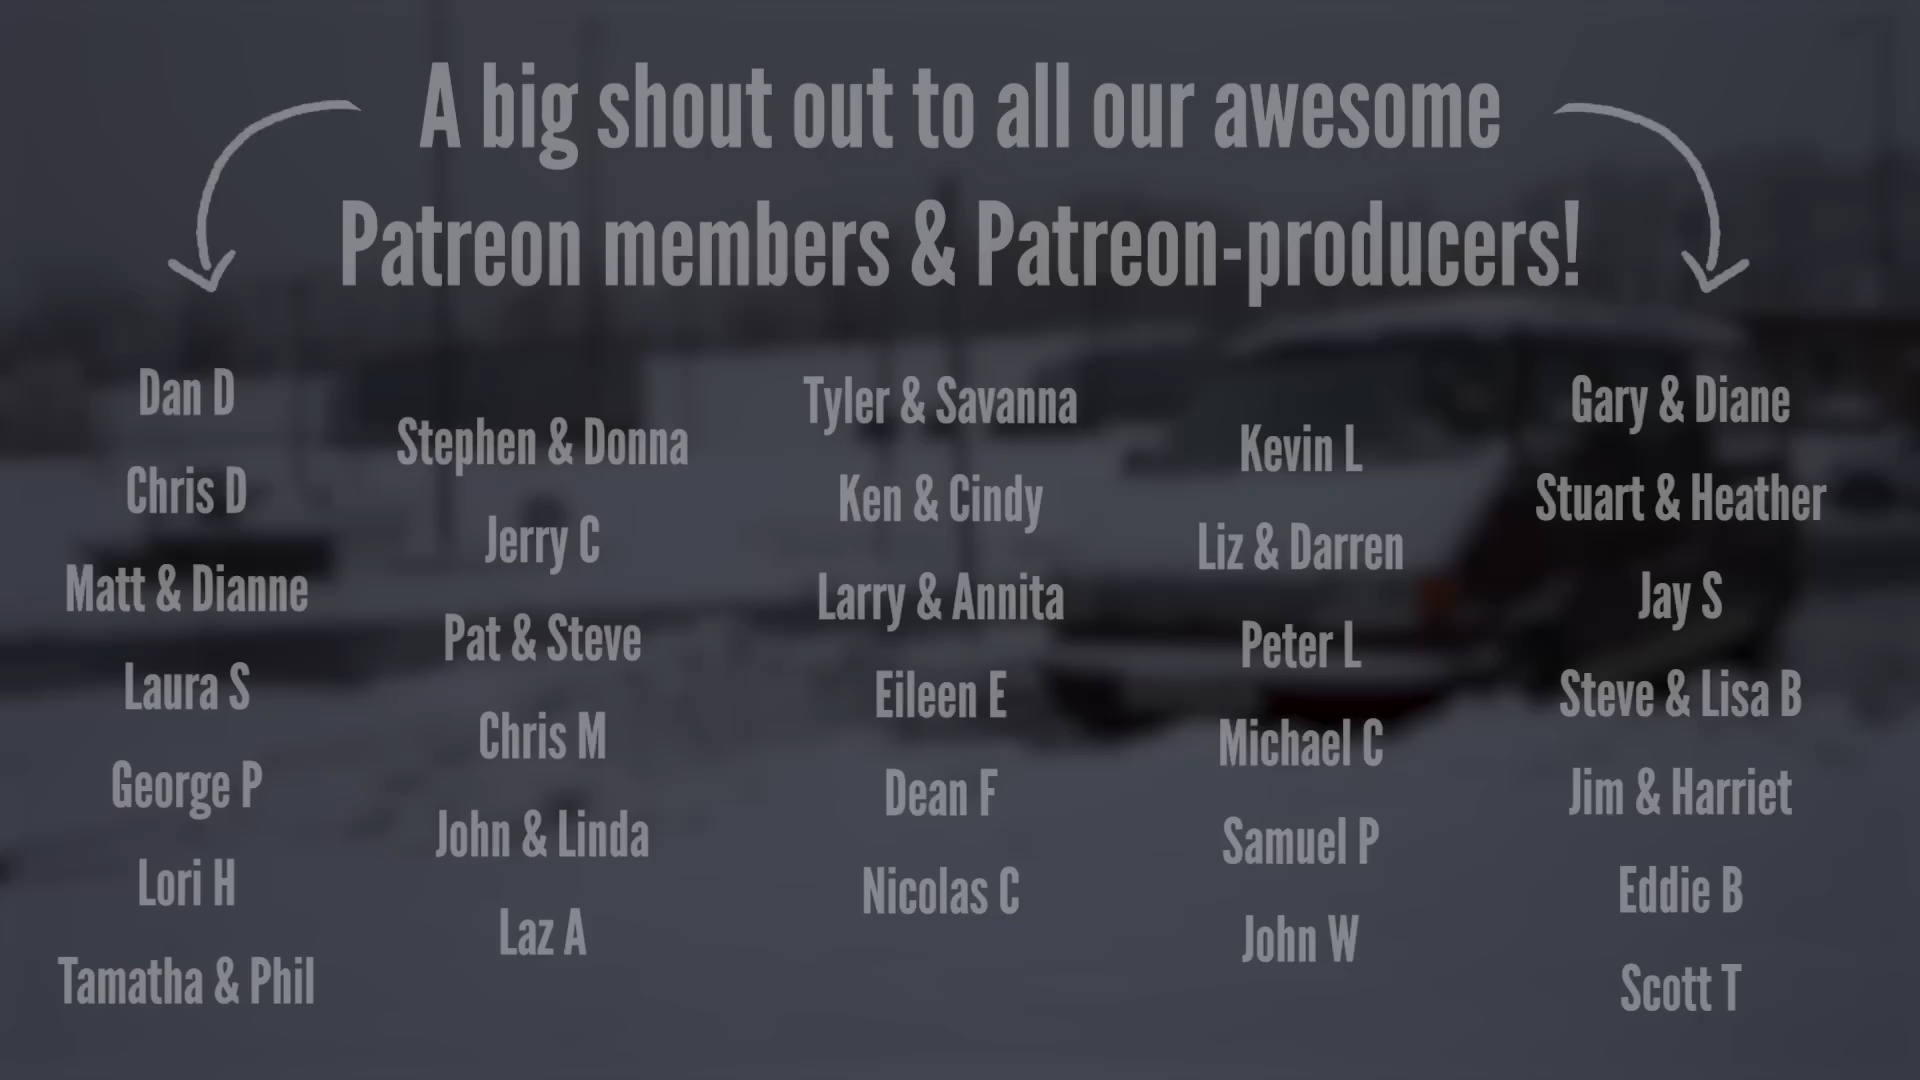 A big shout out to all our awesome
Patreon members & Patreon-producers!
Dan D
Chris D
Matt & Dianne
Laura S
George P
Lori H
Tamatha & Phil
Stephen & Donna
Jerry C
Pat & Steve
Chris M
John & Linda
Laz A
Tyler & Savanna
Ken & Cindy
Larry & Annita
Eileen E
Dean F
Nicolas C
Kevin L
Liz & Darren
Peter L
Michael C
Samuel P
John W
Gary & Diane
Stuart & Heather
Jay S
Steve & Lisa B
Jim & Harriet
Eddie B
Scott T